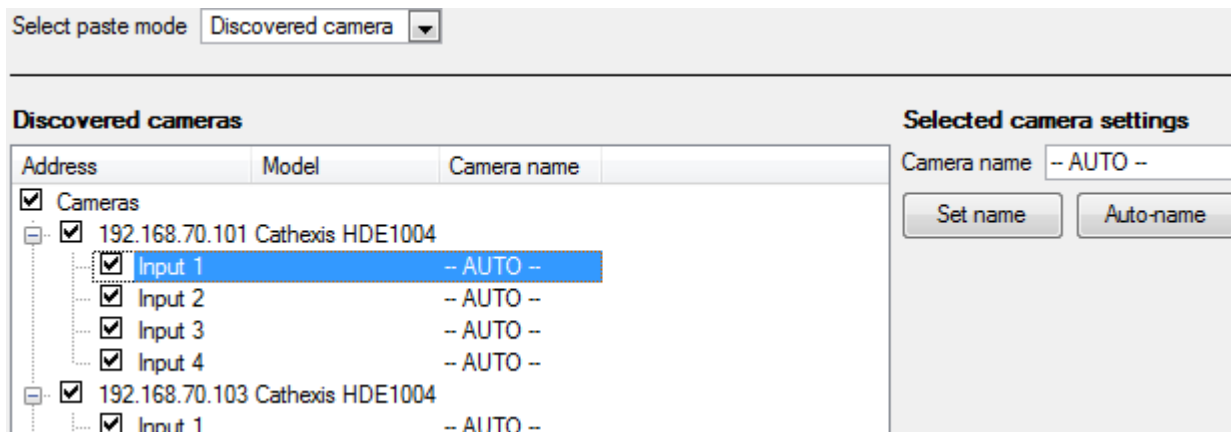 Select paste mode Discovered camera
Discovered cameras
Selected camera settings
Address Model Camera name
Camera name -- AUTO --
Cameras
Set name Auto-name
192.168.70.101 Cathexis HDE1004
Input 1 -- AUTO --
Input 2 -- AUTO --
Input 3 -- AUTO --
Input 4 -- AUTO --
192.168.70.103 Cathexis HDE1004
Input 1 -- AUTO --